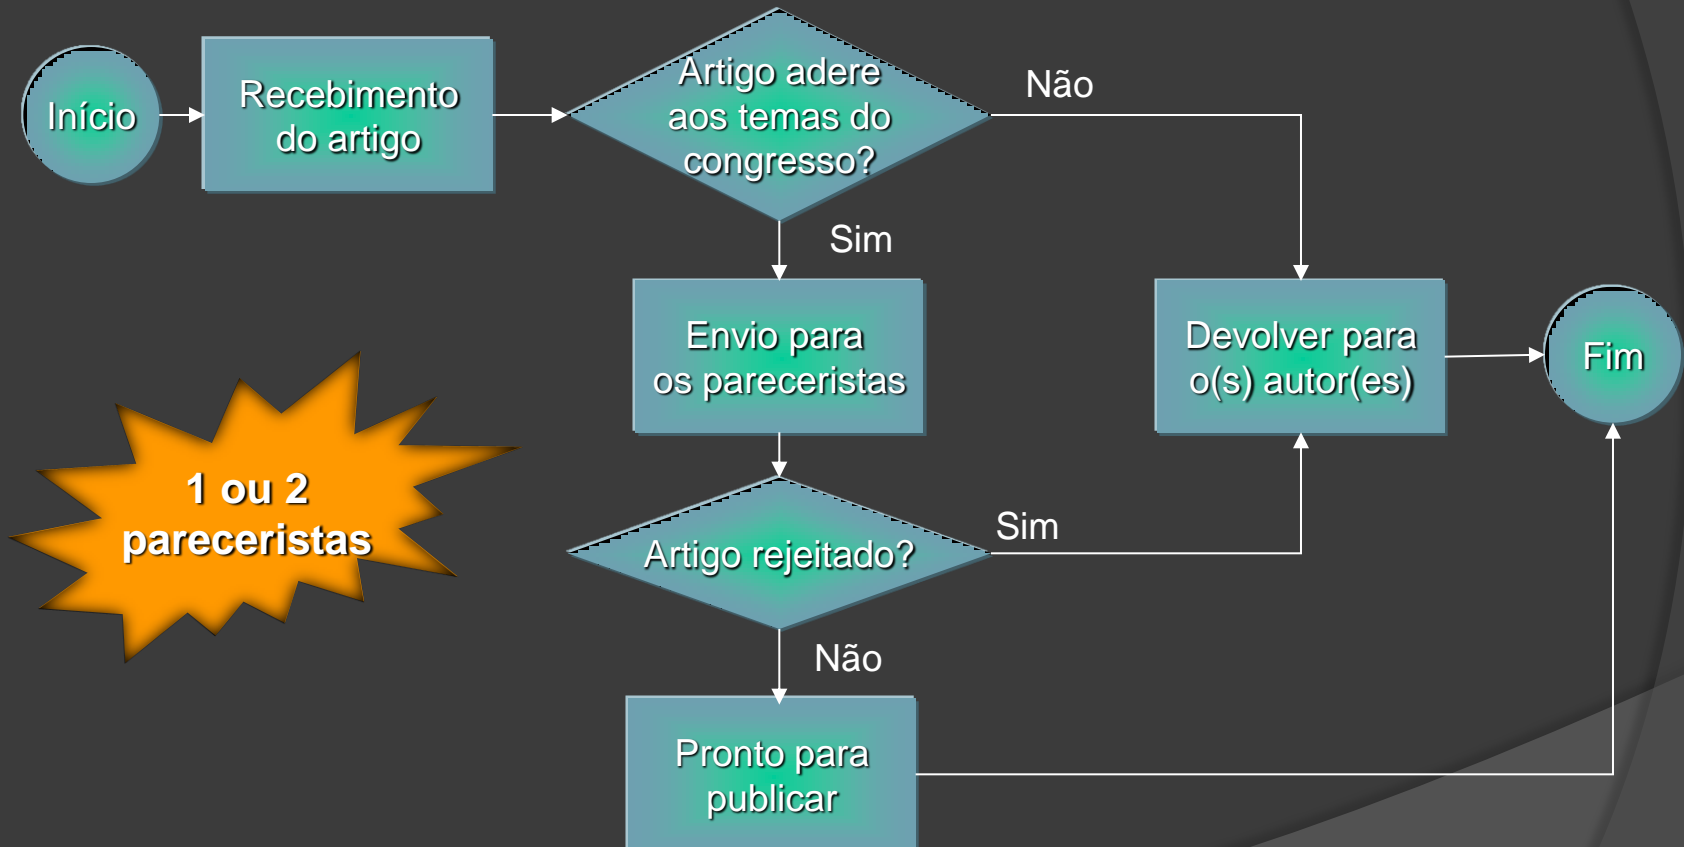 Início
Recebimento
do artigo
Artigo adere
aos temas do
congresso?
Não
Sim
Envio para
os pareceristas
Devolver para
o(s) autor(es)
Fim
1 ou 2
pareceristas
Artigo rejeitado?
Sim
Não
Pronto para
publicar